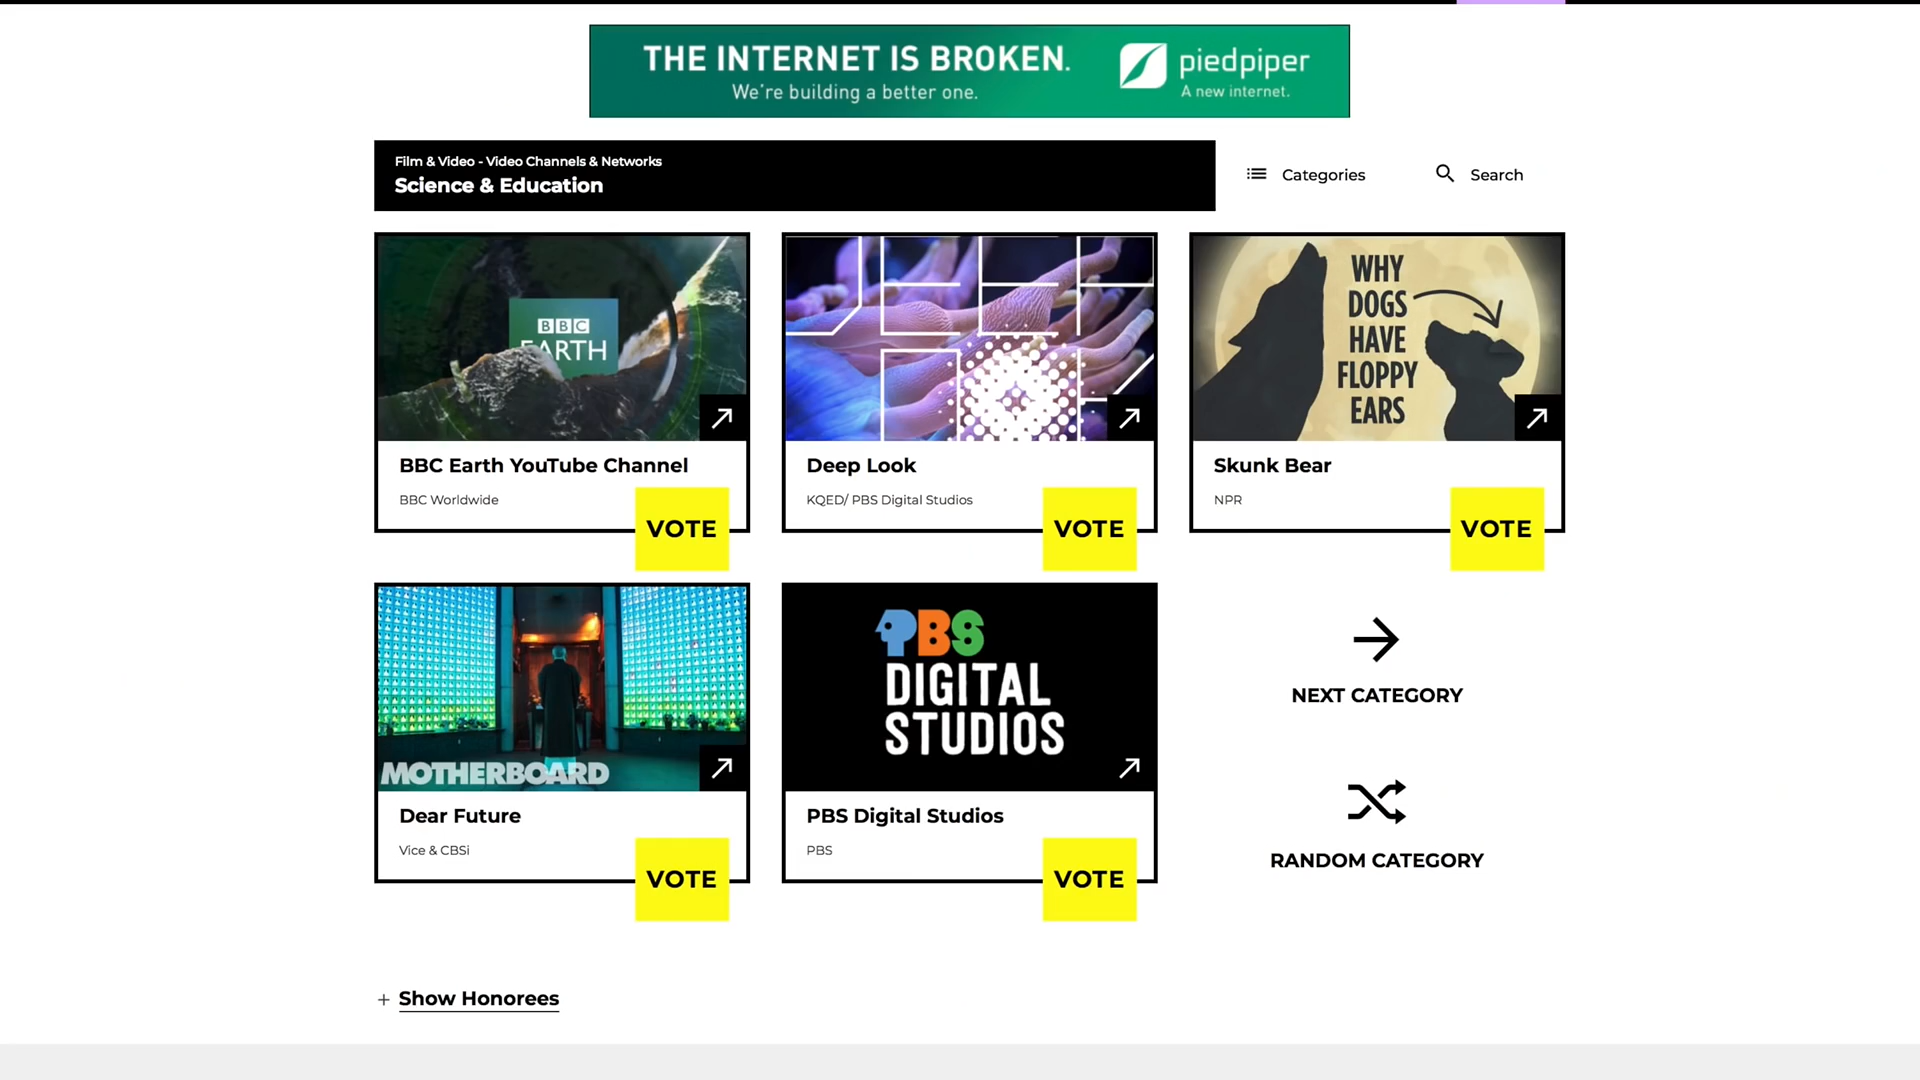 THE INTERNET IS BROKEN.
We're building a better one.
piedpiper
A new internet.
Film & Video - Video Channels & Networks
Science & Education
Categories
Search
BBC
EARTH
WHY
DOGS
HAVE
FLOPPY
EARS
BBC Earth YouTube Channel
BBC Worldwide
VOTE
Deep Look
KQED/ PBS Digital Studios
VOTE
Skunk Bear
NPR
VOTE
MOTHERBOARD
PBS
DIGITAL
STUDIOS
NEXT CATEGORY
Dear Future
Vice & CBSi
VOTE
PBS Digital Studios
PBS
VOTE
RANDOM CATEGORY
+ Show Honorees